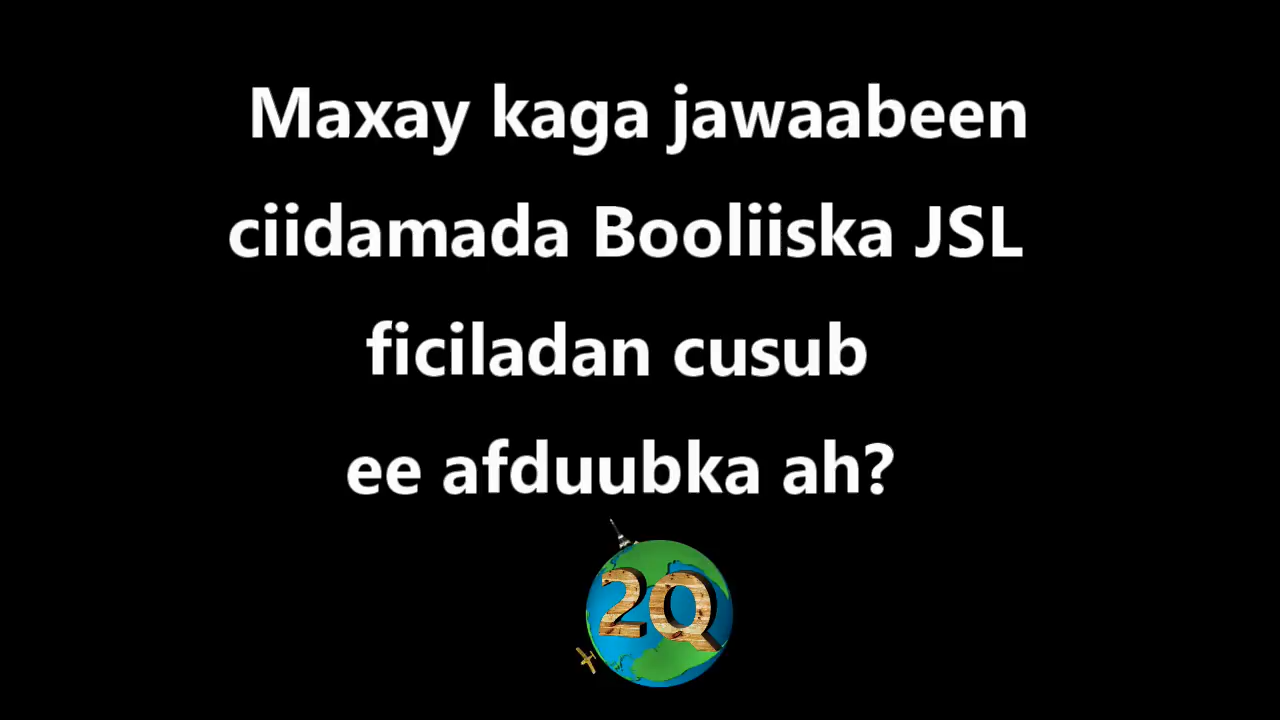 Maxay kaga jawaabeen
ciidamada Booliiska JSL
ficiladan cusub
ee afduubka ah?
2Q